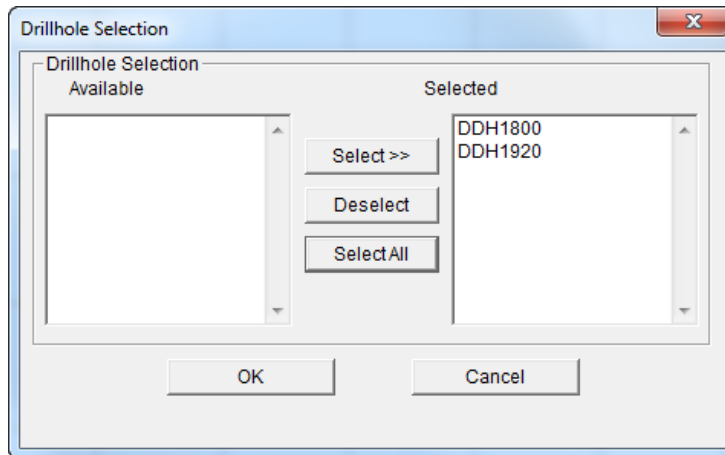 Drillhole Selection
Drillhole Selection
Available
Selected
DDH1800
DDH1920
Select >>
Deselect
Select All
OK
Cancel